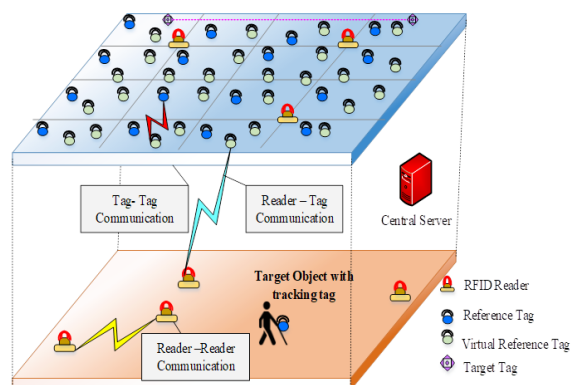 Tag- Tag
Communication
Reader – Tag
Communication
Central Server
Target Object with
tracking tag
Reader –Reader
Communication
RFID Reader
Reference Tag
Virtual Reference Tag
Target Tag